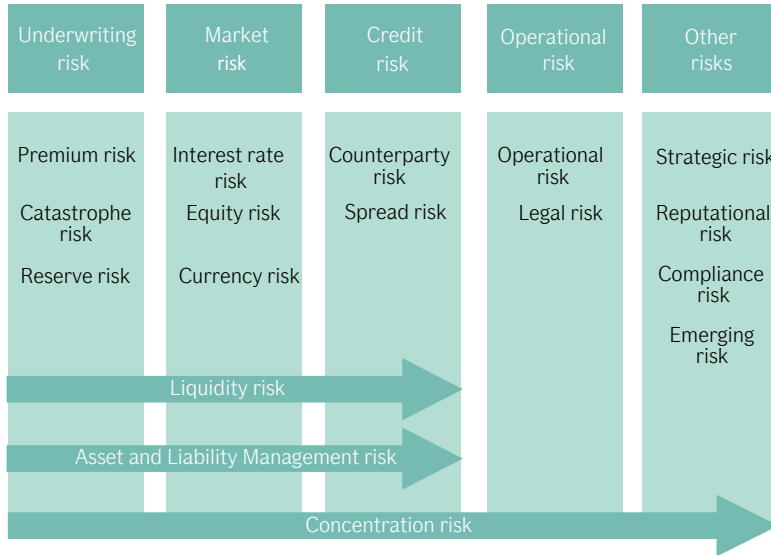 Underwriting
risk
Market
risk
Credit
risk
Operational
risk
Other
risks
Premium risk
Catastrophe
risk
Reserve risk
Interest rate
risk
Equity risk
Currency risk
Counterparty
risk
Spread risk
Operational
risk
Legal risk
Strategic risk
Reputational
risk
Compliance
risk
Emerging
risk
Liquidity risk
Asset and Liability Management risk
Concentration risk